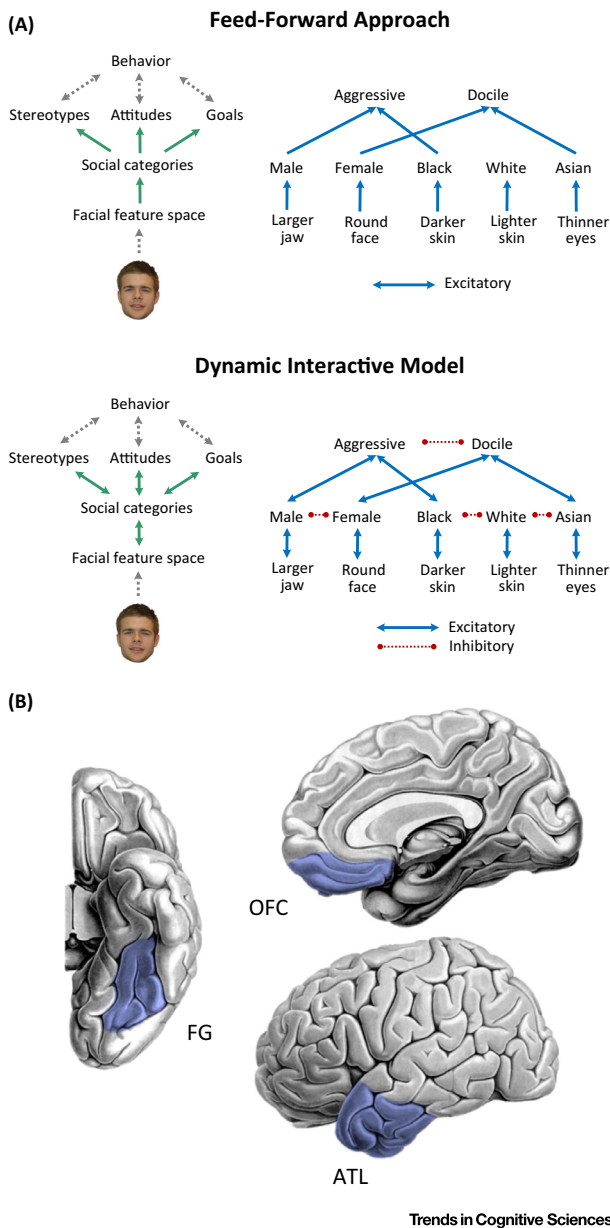 (A)
Feed-Forward Approach
Behavior
Stereotypes Attitudes Goals
Social categories
Facial feature space
Aggressive Docile
Male Female Black White Asian
Larger jaw Round face Darker skin Lighter skin Thinner eyes
Excitatory
Dynamic Interactive Model
Behavior
Stereotypes Attitudes Goals
Social categories
Facial feature space
Aggressive Docile
Male Female Black White Asian
Larger jaw Round face Darker skin Lighter skin Thinner eyes
Excitatory
Inhibitory
(B)
OFC
FG
ATL
Trends in Cognitive Sciences